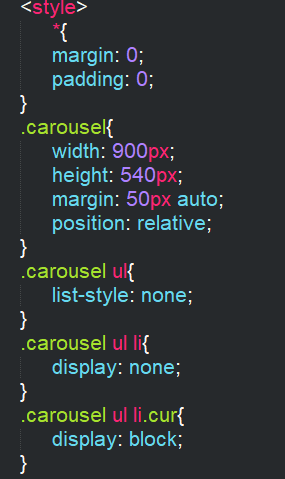 <style>
*{
margin: 0;
padding: 0;
}
.carousel{
width: 900px;
height: 540px;
margin: 50px auto;
position: relative;
}
.carousel ul{
list-style: none;
}
.carousel ul li{
display: none;
}
.carousel ul li.cur{
display: block;
}